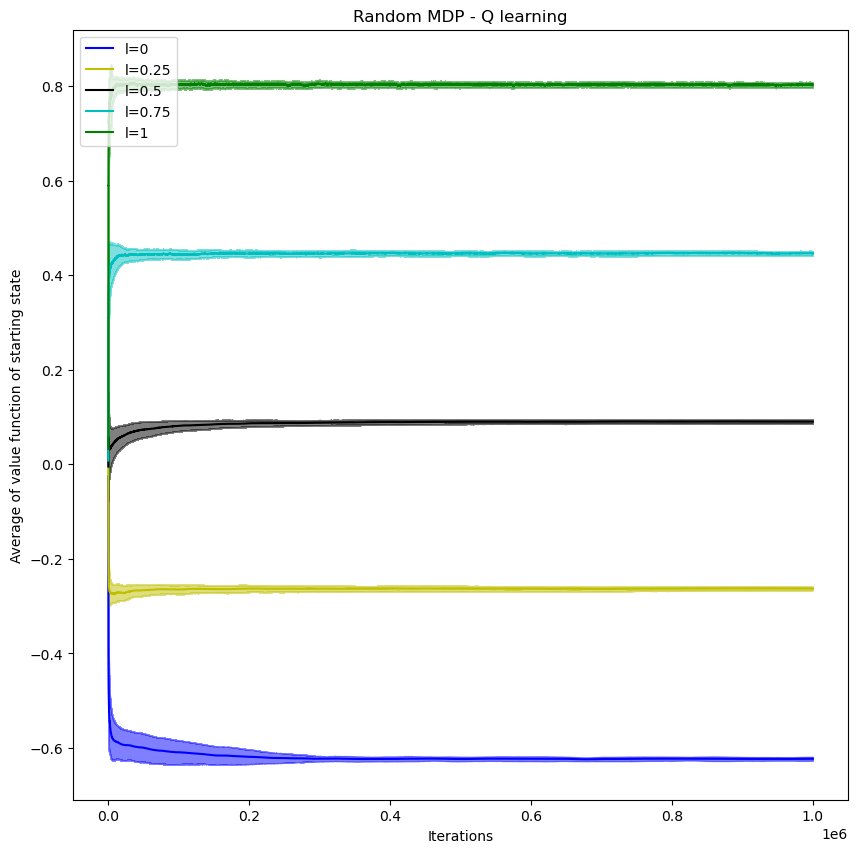 Random MDP - Q learning
l=0
l=0.25
l=0.5
l=0.75
l=1
Average of value function of starting state
0.8
0.6
0.4
0.2
0.0
−0.2
−0.4
−0.6
0.0
0.2
0.4
0.6
0.8
1.0
1e6
Iterations